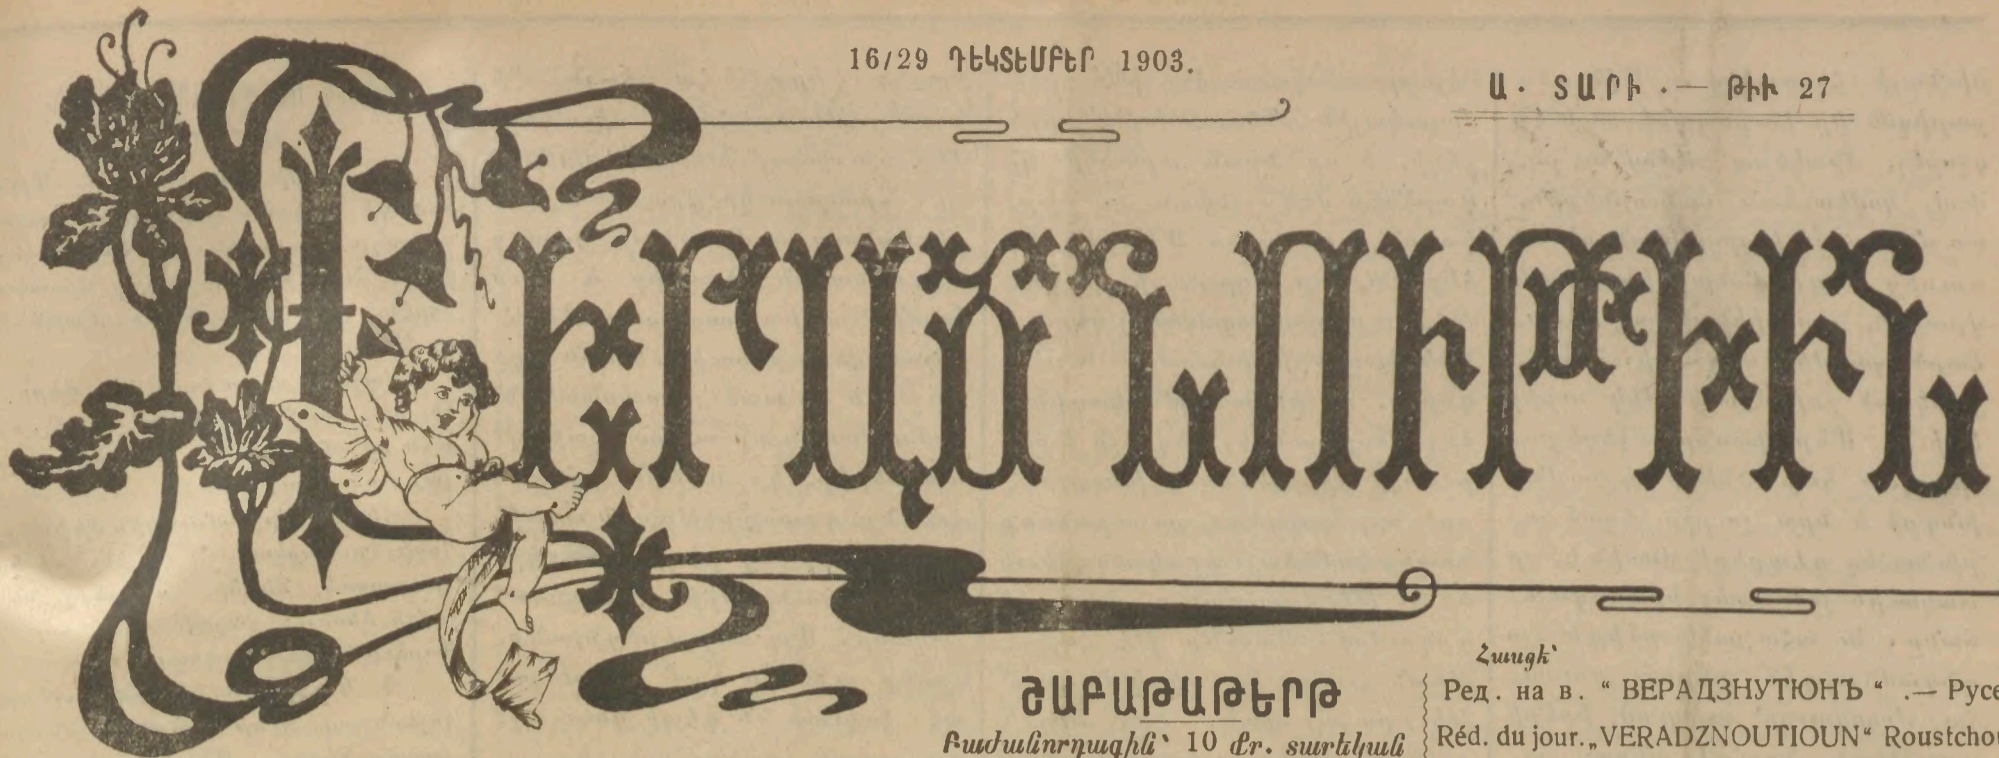 16/29 ԴԵԿՏԵՄԲԵՐ 1903.
Ա. ՏԱՐԻ .— ԹԻՒ 27
ՎԵՐԱԾՆՈՒԹԻՒՆ
ՇԱԲԱԹԱԹԵՐԹ
Բաժանորդագին՝ 10 ֆր. տարեկան
Հասցէ՝
Ред. на в. “ ВЕРАДЗНУТЮНЪ “ .— Русе
Réd. du jour. „VERADZNOUTIOUN“ Roustchou